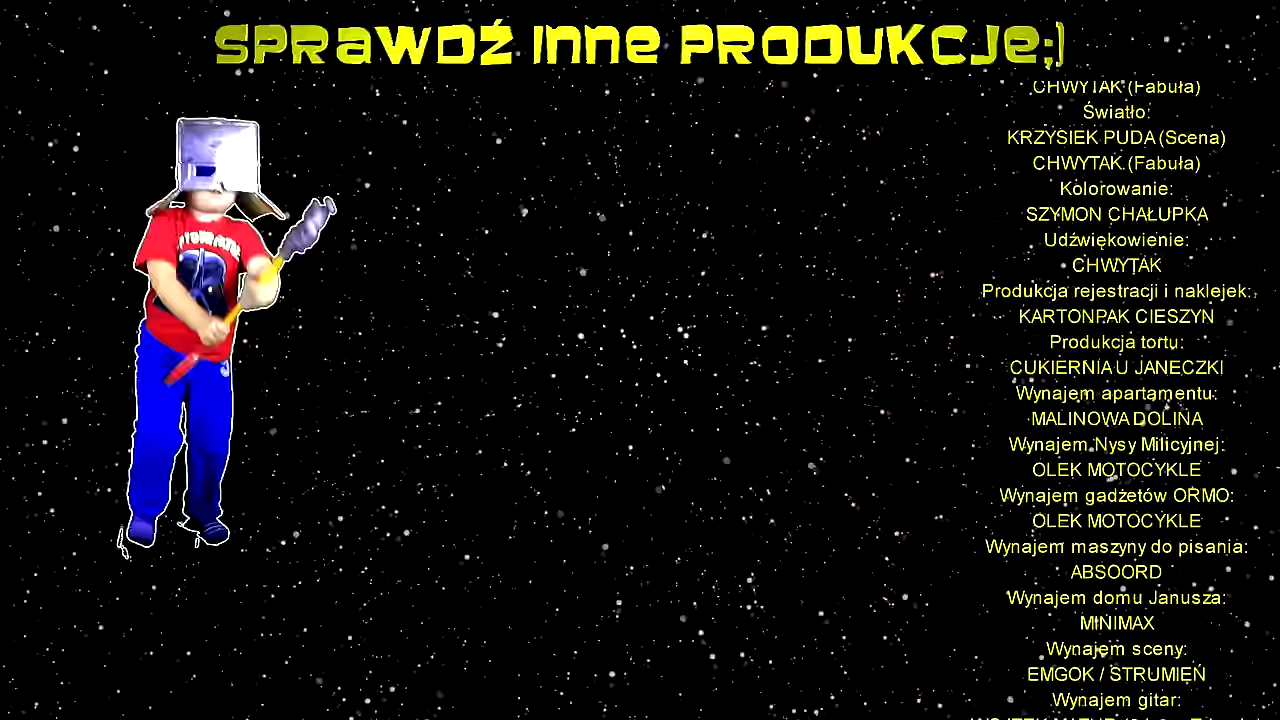 SPRAWDŹ INNE PRODUKCJE;)
CHWYTAK (Fabuła)
Światło:
KRZYSIEK PUDA (Scena)
CHWYTAK (Fabuła)
Kolorowanie:
SZYMON CHAŁUPKA
Udźwiękowienie:
CHWYTAK
Produkcja rejestracji i naklejek:
KARTONPAK CIESZYN
Produkcja tortu:
CUKIERNIA U JANECZKI
Wynajem apartamentu:
MALINOWA DOLINA
Wynajem Nysy Milicyjnej:
OLEK MOTOCYKLE
Wynajem gadżetów ORMO:
OLEK MOTOCYKLE
Wynajem maszyny do pisania:
ABSOORD
Wynajem domu Janusza:
MINIMAX
Wynajem sceny:
EMGOK / STRUMIEŃ
Wynajem gitar: